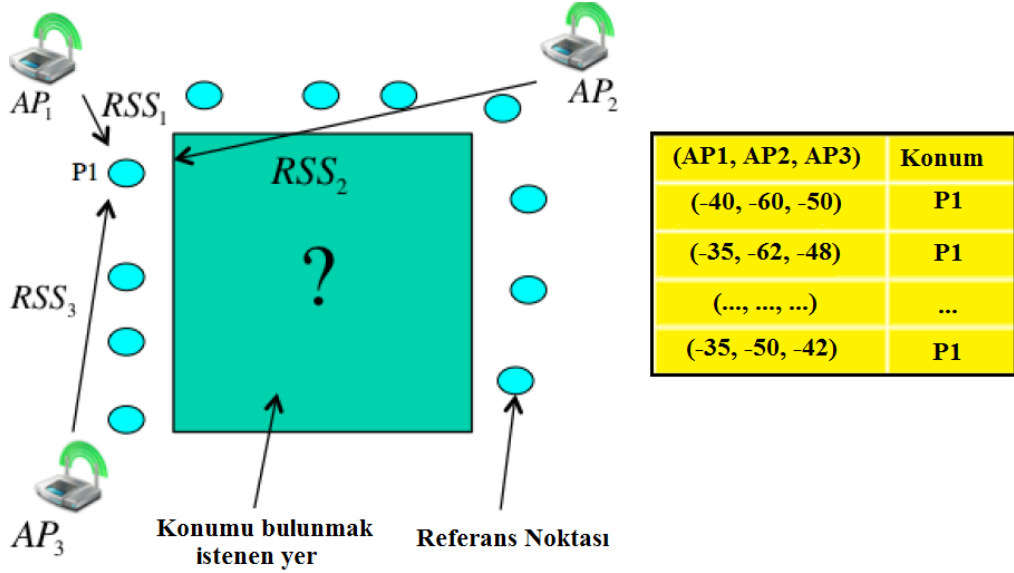 AP1
RSS1
AP2
P1
RSS2
?
RSS3
AP3
Konumu bulunmak
istenen yer
Referans Noktası
(AP1, AP2, AP3) Konum
(-40, -60, -50) P1
(-35, -62, -48) P1
(..., ..., ...) ...
(-35, -50, -42) P1